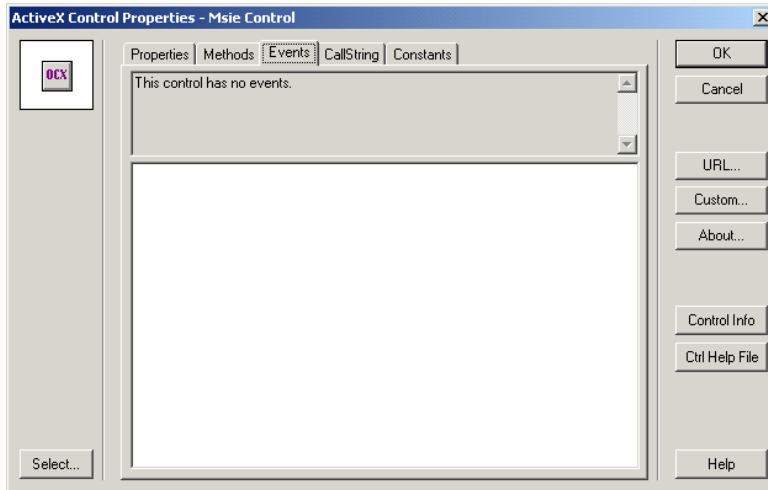 ActiveX Control Properties - Msie Control
OCX
Properties Methods Events CallString Constants
This control has no events.
OK
Cancel
URL...
Custom...
About...
Control Info
Ctrl Help File
Select...
Help